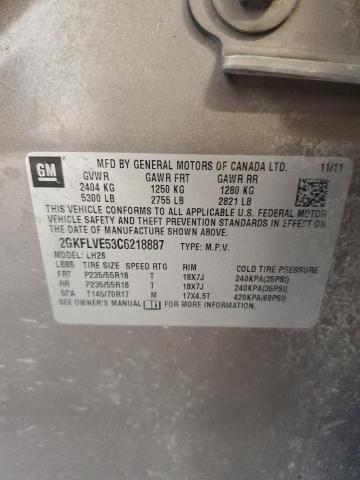 GM
MFD BY GENERAL MOTORS OF CANADA LTD. 11/11
GVWR GAWR FRT GAWR RR
2404 KG 1250 KG 1280 KG
5300 LB 2755 LB 2821 LB
THIS VEHICLE CONFORMS TO ALL APPLICABLE U.S. FEDERAL MOTOR
VEHICLE SAFETY AND THEFT PREVENTION STANDARDS IN EFFECT ON
THE DATE OF MANUFACTURE SHOWN ABOVE.
2GKFLVE53C6218887 TYPE: M.P.V.
MODEL: LH26
LBB5 TIRE SIZE SPEED RTG RIM COLD TIRE PRESSURE
FRT P235/55R18 T 18X7J 240KPA(35PSI)
RR P235/55R18 T 18X7J 240KPA(35PSI)
SPA T145/70R17 T 17X4.5T 420KPA(60PSI)
SEE OWNER'S MANUAL FOR ADDITIONAL INFORMATION.